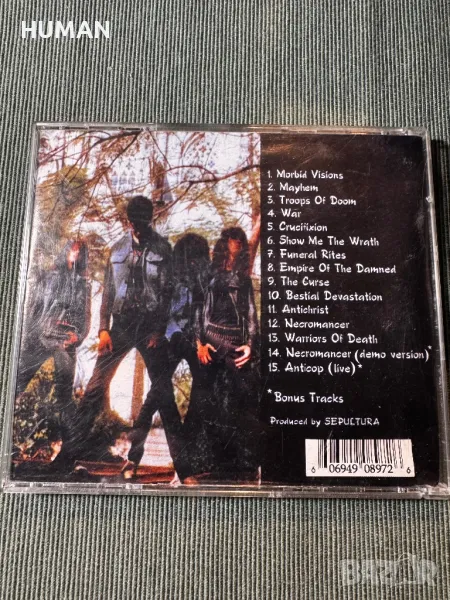 HUMAN
1. Morbid Visions
2. Mayhem
3. Troops Of Doom
4. War
5. Crucifixion
6. Show Me The Wrath
7. Funeral Rites
8. Empire Of The Damned
9. The Curse
10. Bestial Devastation
11. Antichrist
12. Necromancer
13. Warriors Of Death
14. Necromancer (demo version)*
15. Anticop (live)*
*Bonus Tracks
Produced by SEPULTURA
6 06949 08972 6
BAZAR